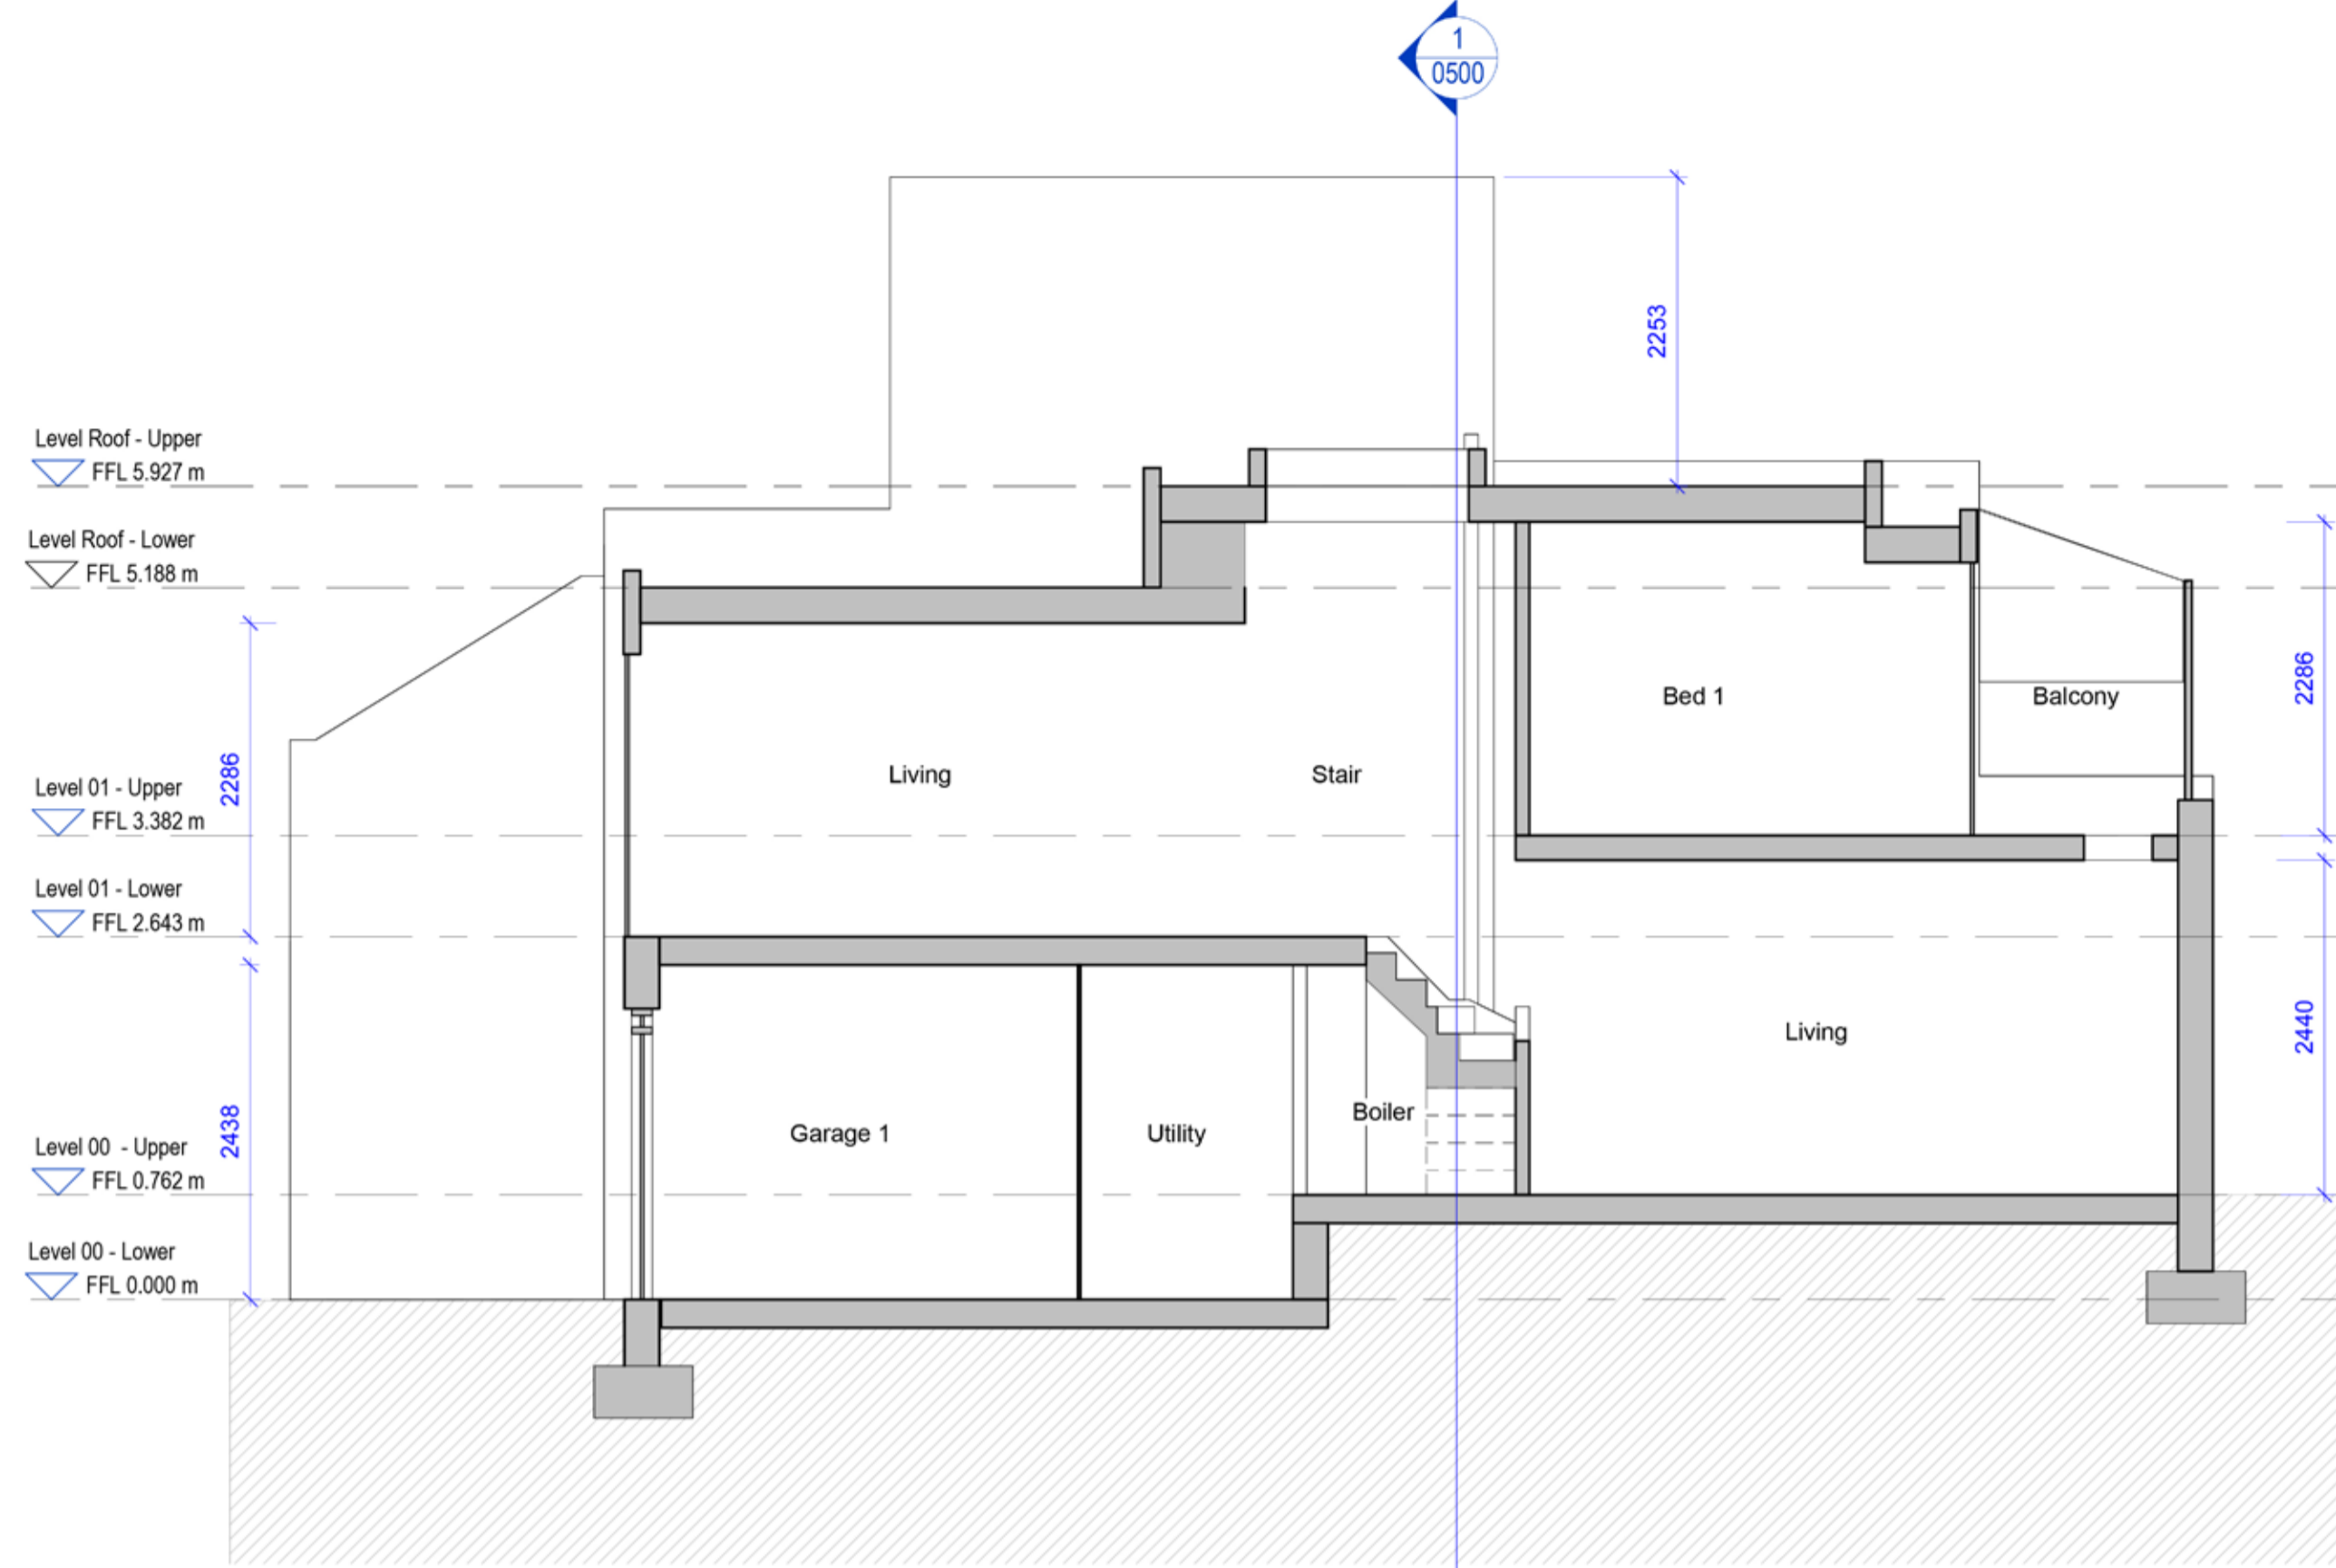 1
0500
2253
Level Roof - Upper
FFL 5.927 m
Level Roof - Lower
FFL 5.188 m
2286
Bed 1
Balcony
2286
Living
Stair
Level 01 - Upper
FFL 3.382 m
Level 01 - Lower
FFL 2.643 m
Living
2440
Boiler
Garage 1
Utility
2438
Level 00 - Upper
FFL 0.762 m
Level 00 - Lower
FFL 0.000 m